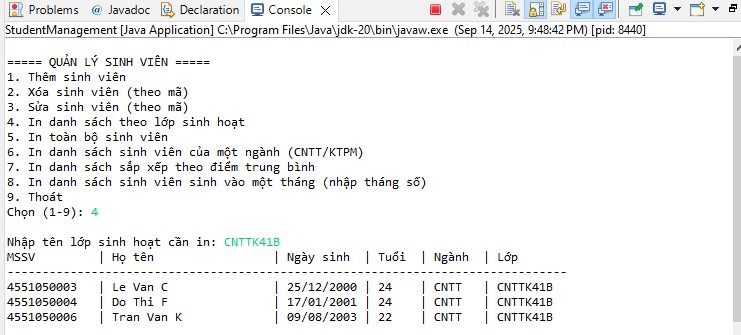 Problems @ Javadoc Declaration Console
StudentManagement [Java Application] C:\Program Files\Java\jdk-20\bin\javaw.exe (Sep 14, 2025, 9:48:42 PM) [pid: 8440]
===== QUẢN LÝ SINH VIÊN =====
1. Thêm sinh viên
2. Xóa sinh viên (theo mã)
3. Sửa sinh viên (theo mã)
4. In danh sách theo lớp sinh hoạt
5. In toàn bộ sinh viên
6. In danh sách sinh viên của một ngành (CNTT/KTPM)
7. In danh sách sắp xếp theo điểm trung bình
8. In danh sách sinh viên sinh vào một tháng (nhập tháng số)
9. Thoát
Chọn (1-9): 4
Nhập tên lớp sinh hoạt cần in: CNTTK41B
MSSV | Họ tên | Ngày sinh | Tuổi | Ngành | Lớp
--------------------------------------------------------------------------------
4551050003 | Le Van C | 25/12/2000 | 24 | CNTT | CNTTK41B
4551050004 | Do Thi F | 17/01/2001 | 24 | CNTT | CNTTK41B
4551050006 | Tran Van K | 09/08/2003 | 22 | CNTT | CNTTK41B